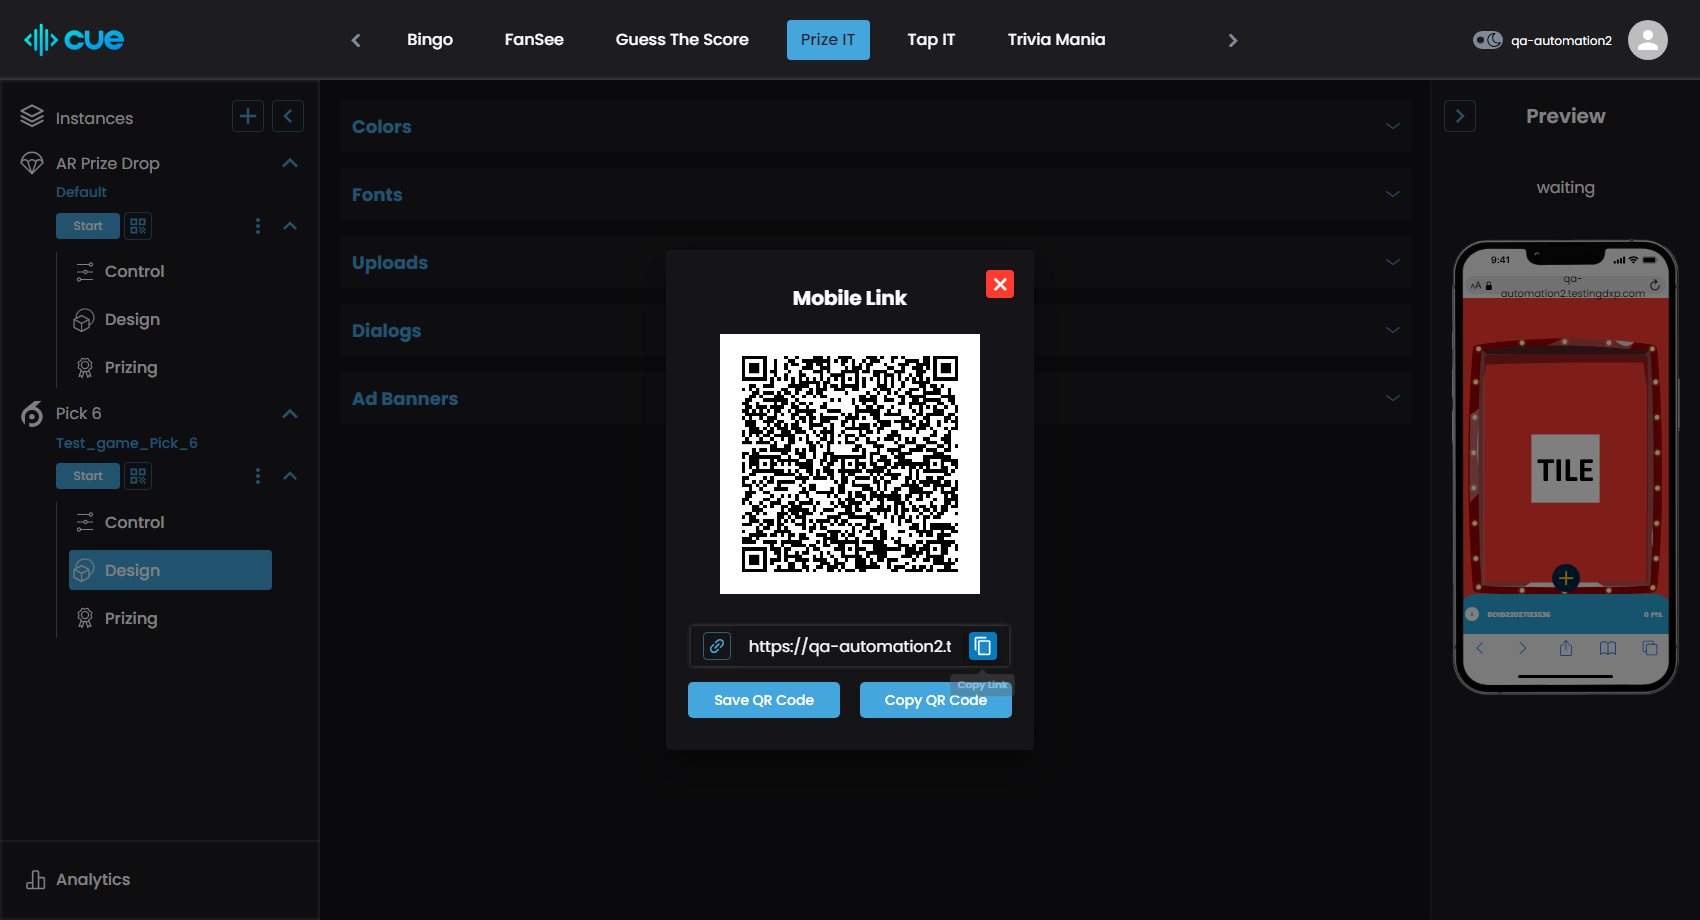 cue
Bingo
FanSee
Guess The Score
Prize IT
Tap IT
Trivia Mania
qa-automation2
Instances
AR Prize Drop
Default
Start
Control
Design
Prizing
Pick 6
Test_game_Pick_6
Start
Control
Design
Prizing
Analytics
Colors
Fonts
Uploads
Dialogs
Ad Banners
Mobile Link
https://qa-automation2.t
Copy Link
Save QR Code
Copy QR Code
Preview
waiting
9:41
AA
qa-
automation2.testingdxp.com
TILE
0 PTS.